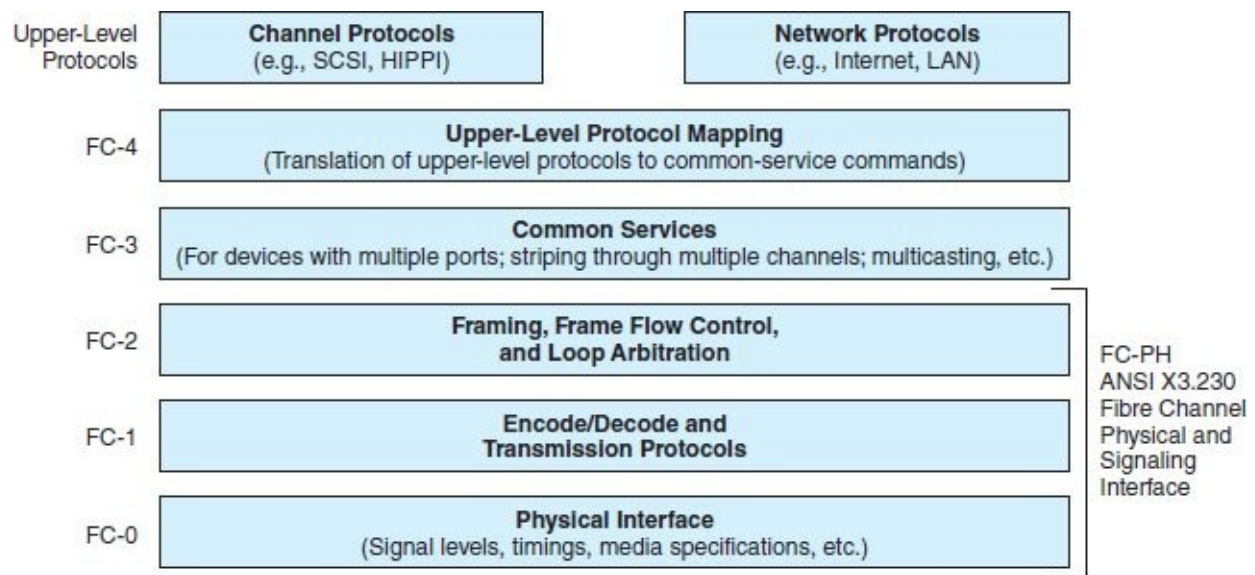 Upper-Level
Protocols
Channel Protocols
(e.g., SCSI, HIPPI)
Network Protocols
(e.g., Internet, LAN)
FC-4
Upper-Level Protocol Mapping
(Translation of upper-level protocols to common-service commands)
FC-3
Common Services
(For devices with multiple ports; striping through multiple channels; multicasting, etc.)
FC-2
Framing, Frame Flow Control,
and Loop Arbitration
FC-1
Encode/Decode and
Transmission Protocols
FC-0
Physical Interface
(Signal levels, timings, media specifications, etc.)
FC-PH
ANSI X3.230
Fibre Channel
Physical and
Signaling
Interface